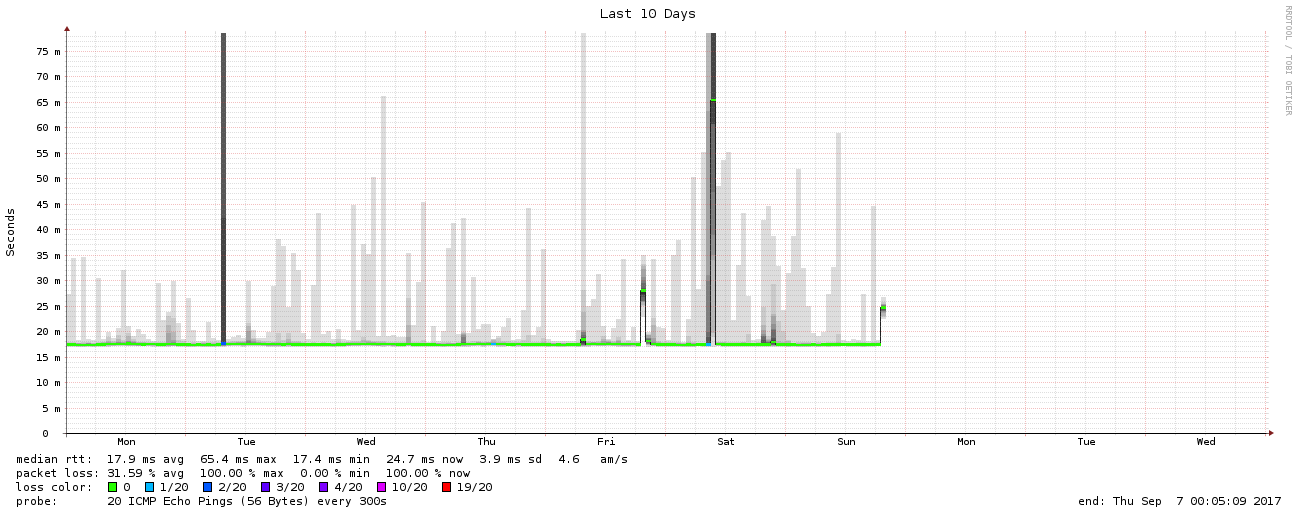 Last 10 Days
RRDTOOL / TOBI OETIKER
Seconds
75 m
70 m
65 m
60 m
55 m
50 m
45 m
40 m
35 m
30 m
25 m
20 m
15 m
10 m
5 m
0
Mon Tue Wed Thu Fri Sat Sun Mon Tue Wed
median rtt: 17.9 ms avg 65.4 ms max 17.4 ms min 24.7 ms now 3.9 ms sd 4.6 am/s
packet loss: 31.59 % avg 100.00 % max 0.00 % min 100.00 % now
loss color: 0 1/20 2/20 3/20 4/20 10/20 19/20
probe: 20 ICMP Echo Pings (56 Bytes) every 300s end: Thu Sep 7 00:05:09 2017